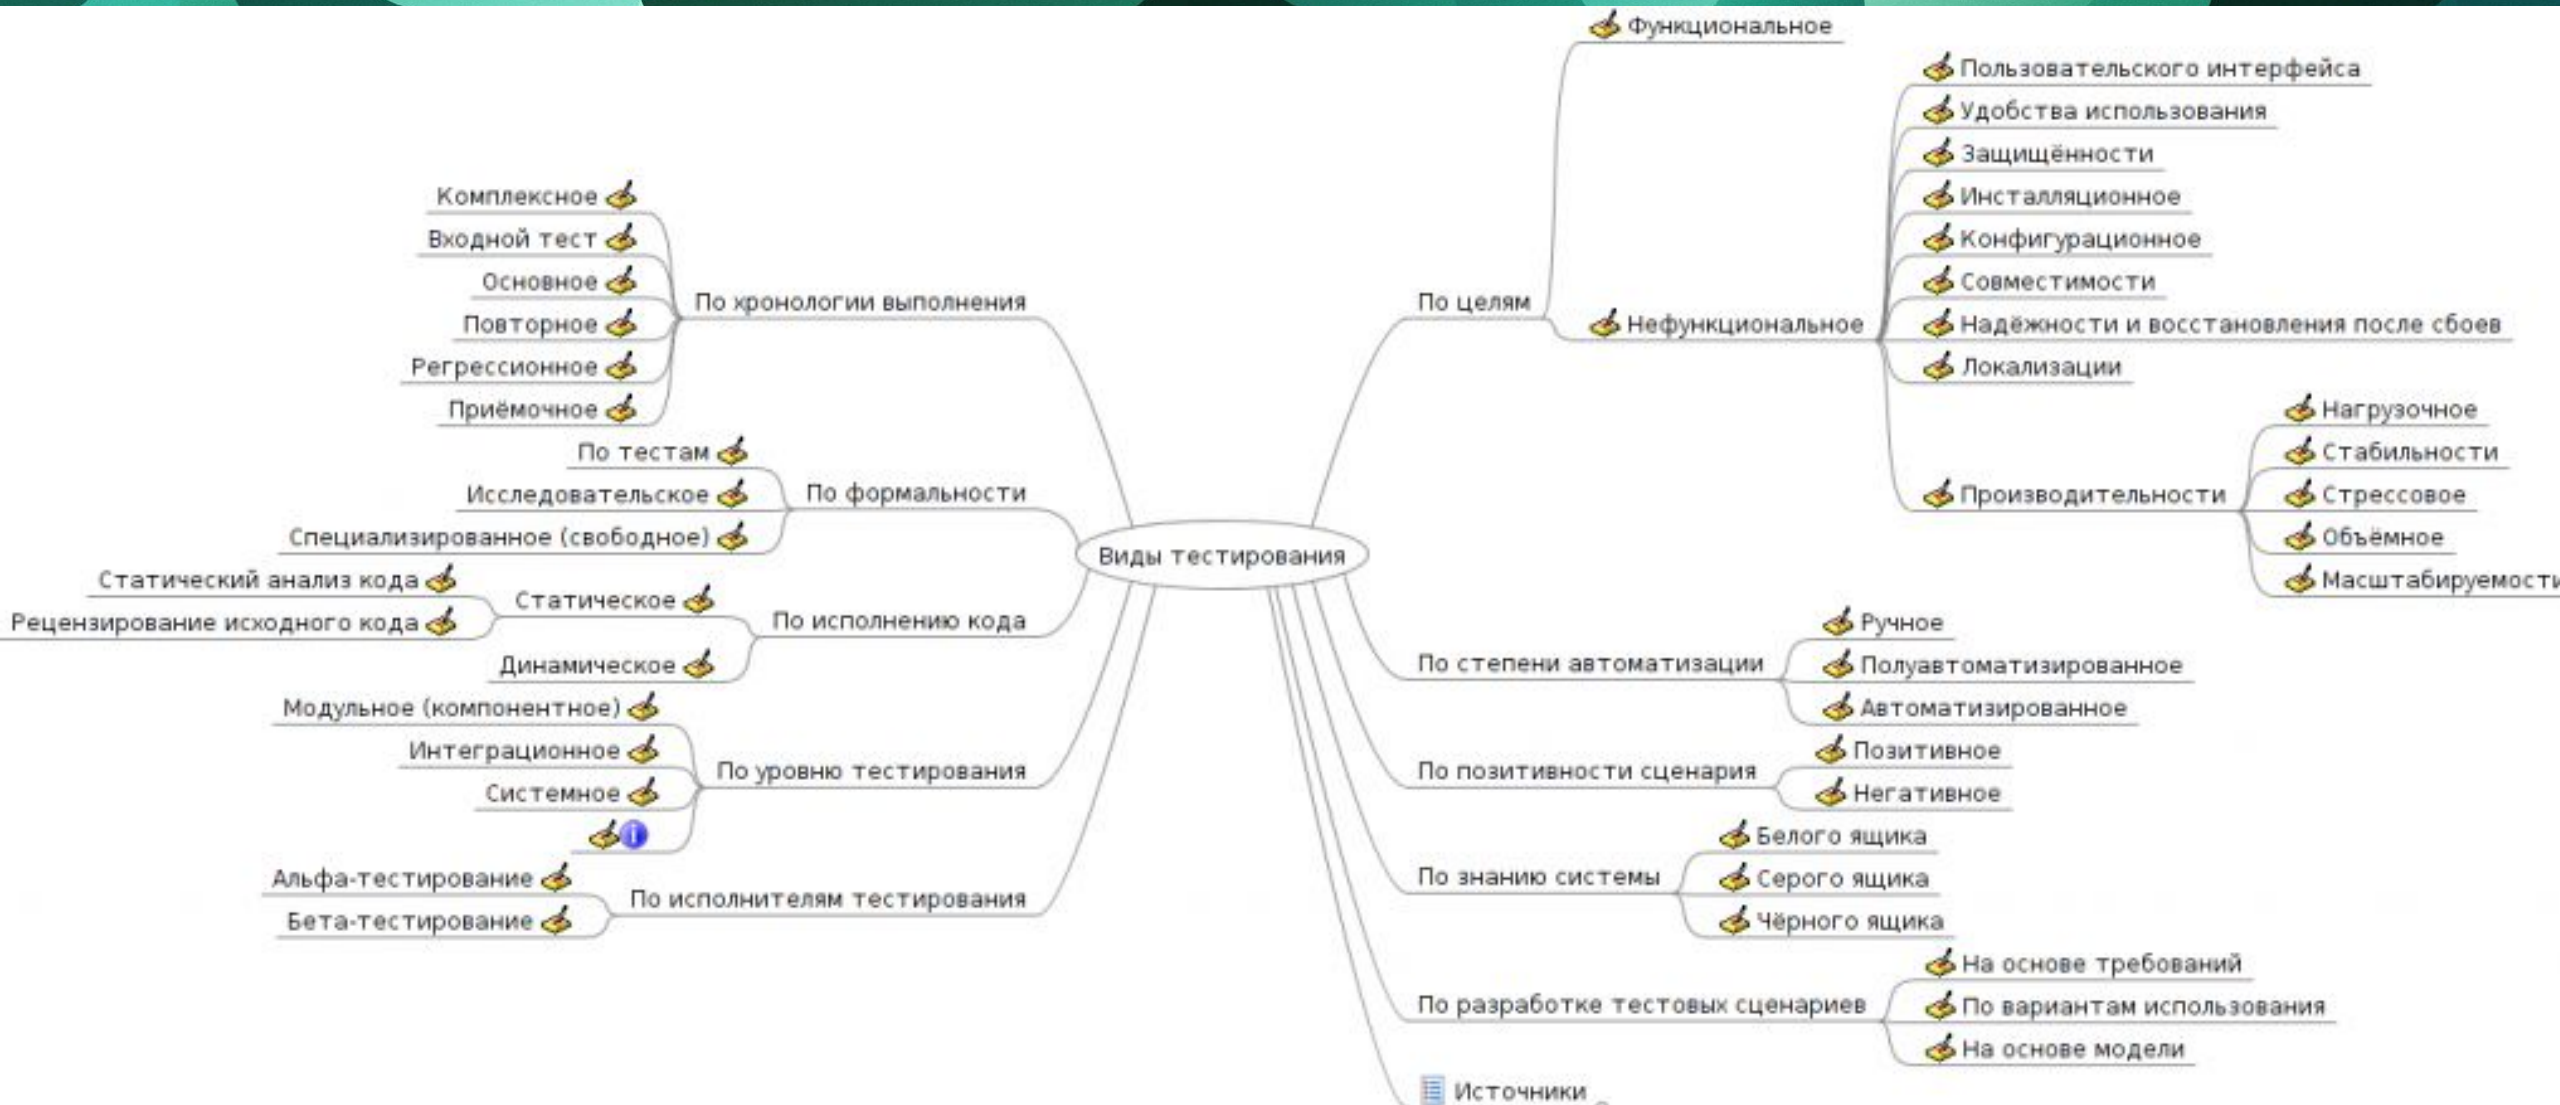 Виды тестирования
По хронологии выполнения
Комплексное
Входной тест
Основное
Повторное
Регрессионное
Приёмочное
По формальности
По тестам
Исследовательское
Специализированное (свободное)
По исполнению кода
Статическое
Статический анализ кода
Рецензирование исходного кода
Динамическое
По уровню тестирования
Модульное (компонентное)
Интеграционное
Системное
i
По исполнителям тестирования
Альфа-тестирование
Бета-тестирование
По целям
Функциональное
Нефункциональное
Пользовательского интерфейса
Удобства использования
Защищённости
Инсталляционное
Конфигурационное
Совместимости
Надёжности и восстановления после сбоев
Локализации
Производительности
Нагрузочное
Стабильности
Стрессовое
Объёмное
Масштабируемости
По степени автоматизации
Ручное
Полуавтоматизированное
Автоматизированное
По позитивности сценария
Позитивное
Негативное
По знанию системы
Белого ящика
Серого ящика
Чёрного ящика
По разработке тестовых сценариев
На основе требований
По вариантам использования
На основе модели
Источники